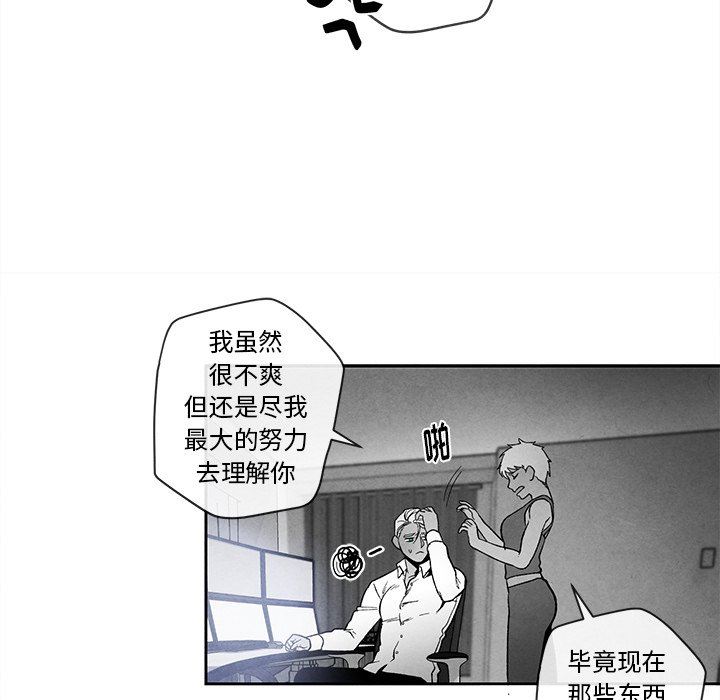 我虽然
很不爽
但还是尽我
最大的努力
去理解你
啪
毕竟现在
那些东西